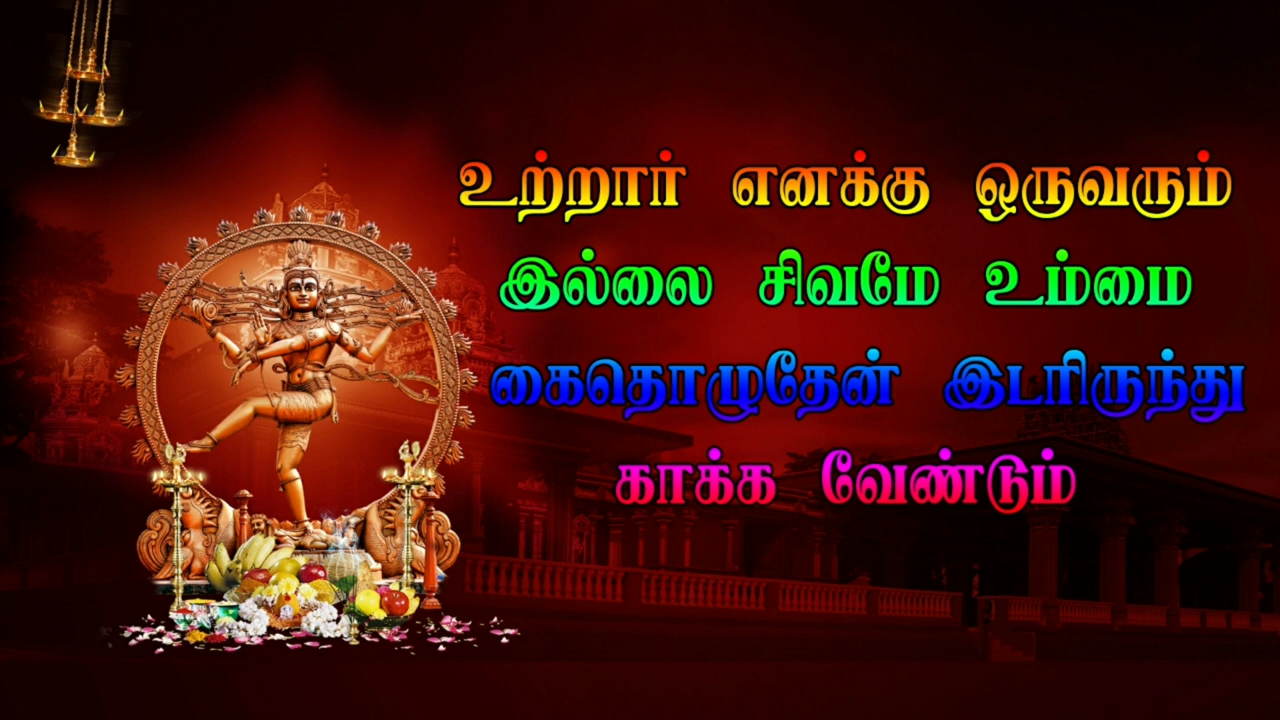 உற்றார் எனக்கு ஒருவரும்
இல்லை சிவமே உம்மை
கைதொழுதேன் இடரிருந்து
காக்க வேண்டும்